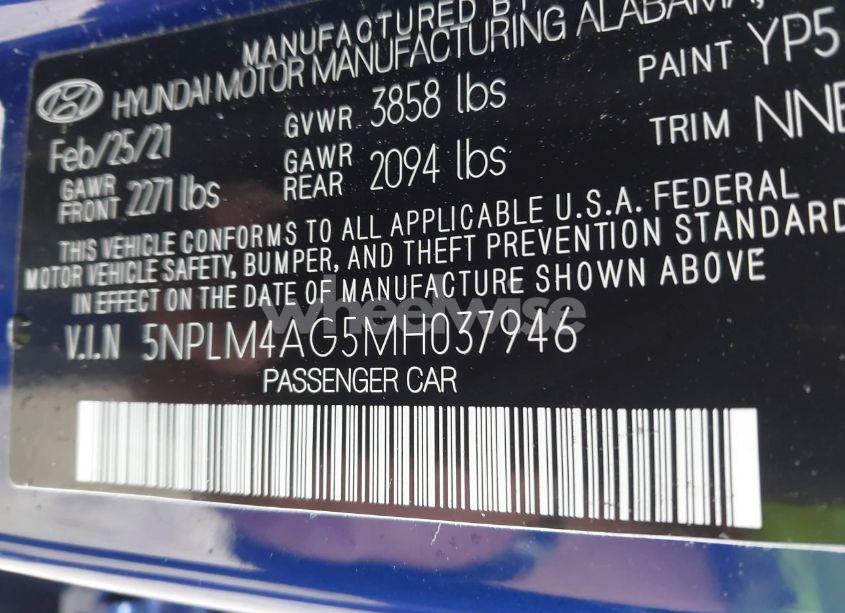 MANUFACTURED BY
HYUNDAI MOTOR MANUFACTURING ALABAMA,
Feb/25/21 GVWR 3858 lbs PAINT YP5
GAWR FRONT 2271 lbs GAWR REAR 2094 lbs TRIM NNB
THIS VEHICLE CONFORMS TO ALL APPLICABLE U.S.A. FEDERAL
MOTOR VEHICLE SAFETY, BUMPER, AND THEFT PREVENTION STANDARD
IN EFFECT ON THE DATE OF MANUFACTURE SHOWN ABOVE
wheelwise
V.I.N 5NPLM4AG5MH037946
PASSENGER CAR